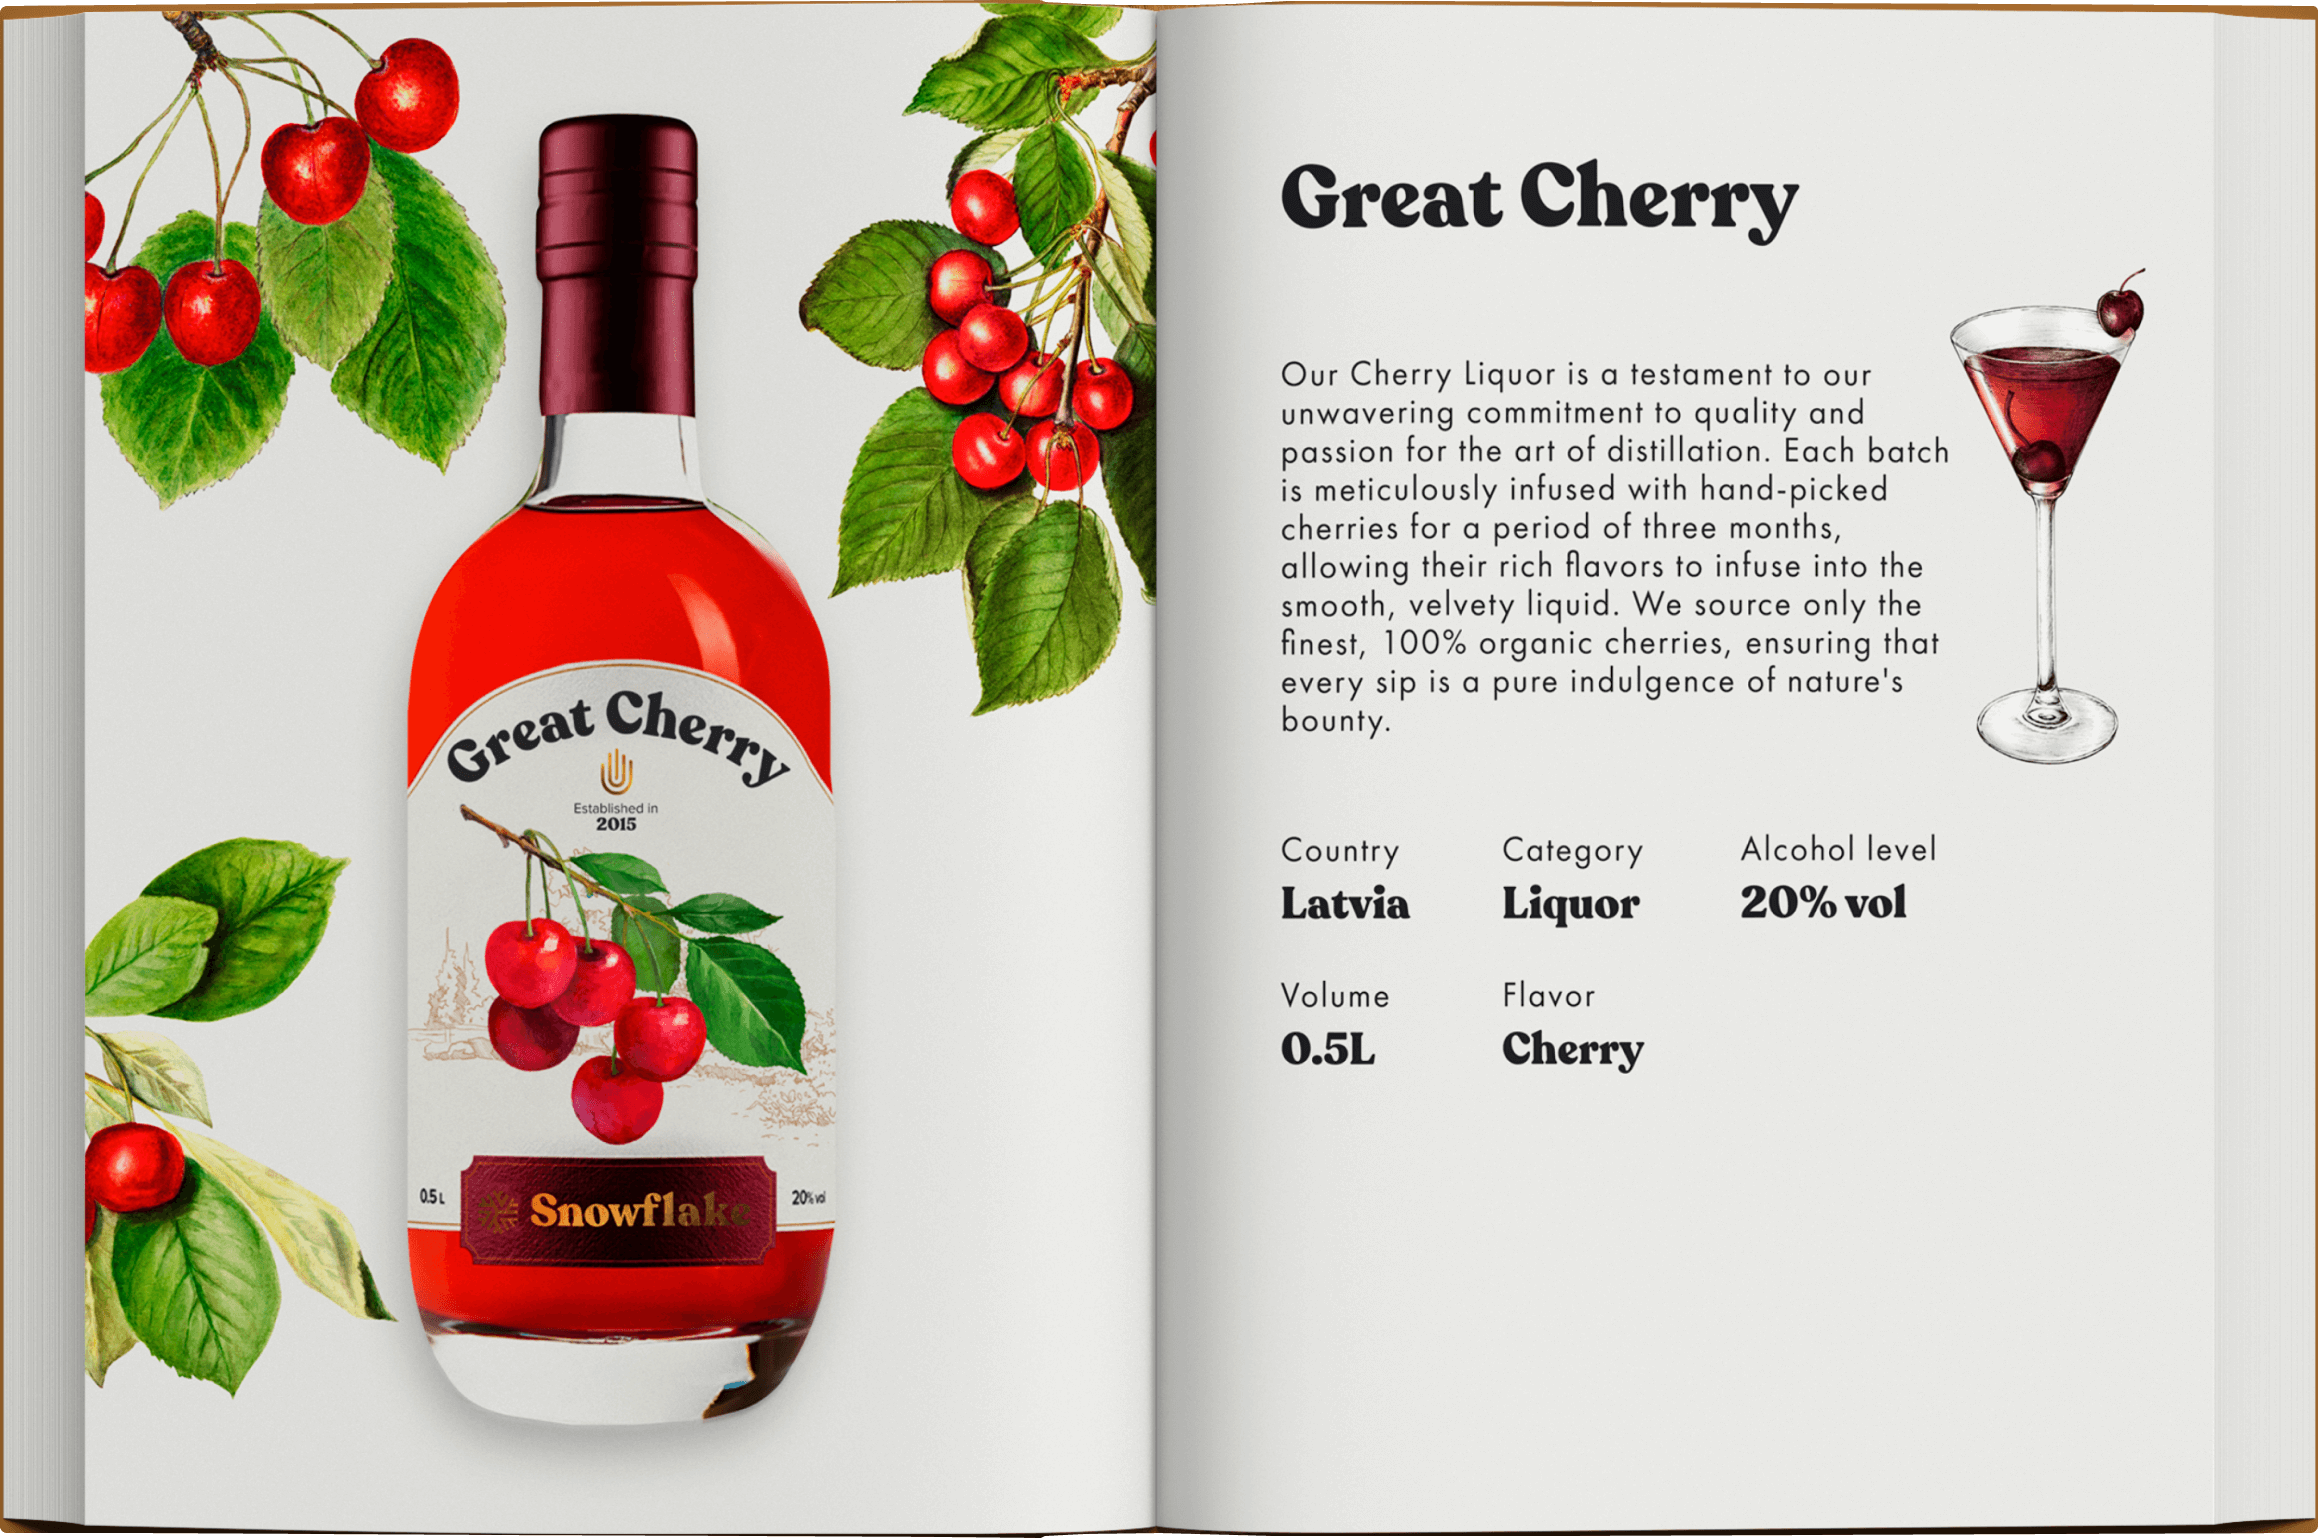 Great Cherry
Established in
2015
0.5 L
Snowflake
20% vol
Great Cherry
Our Cherry Liquor is a testament to our
unwavering commitment to quality and
passion for the art of distillation. Each batch
is meticulously infused with hand-picked
cherries for a period of three months,
allowing their rich flavors to infuse into the
smooth, velvety liquid. We source only the
finest, 100% organic cherries, ensuring that
every sip is a pure indulgence of nature's
bounty.
Country
Category
Alcohol level
Latvia
Liquor
20% vol
Volume
Flavor
0.5L
Cherry